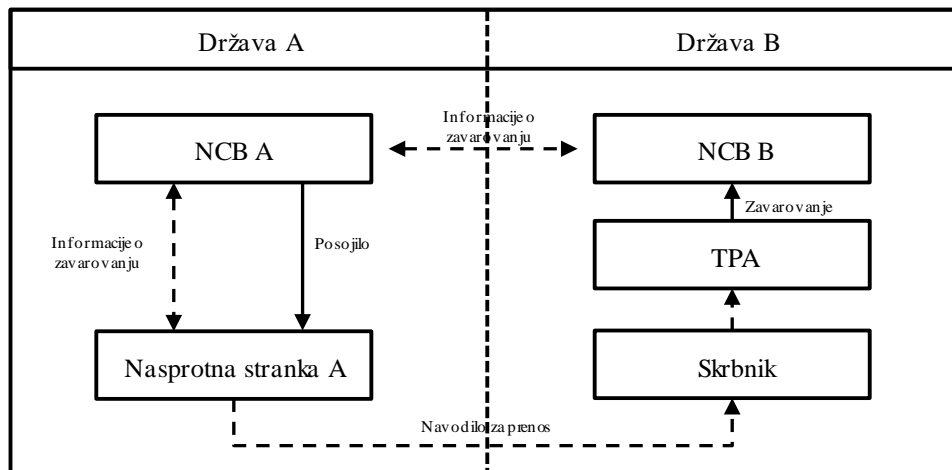 Država A
Država B
Informacije o
zavarovanju
NCB A
NCB B
Zavarovanje
Informacije o
zavarovanju
Posojilo
TPA
Nasprotna stranka A
Skrbnik
Navodilo za prenos